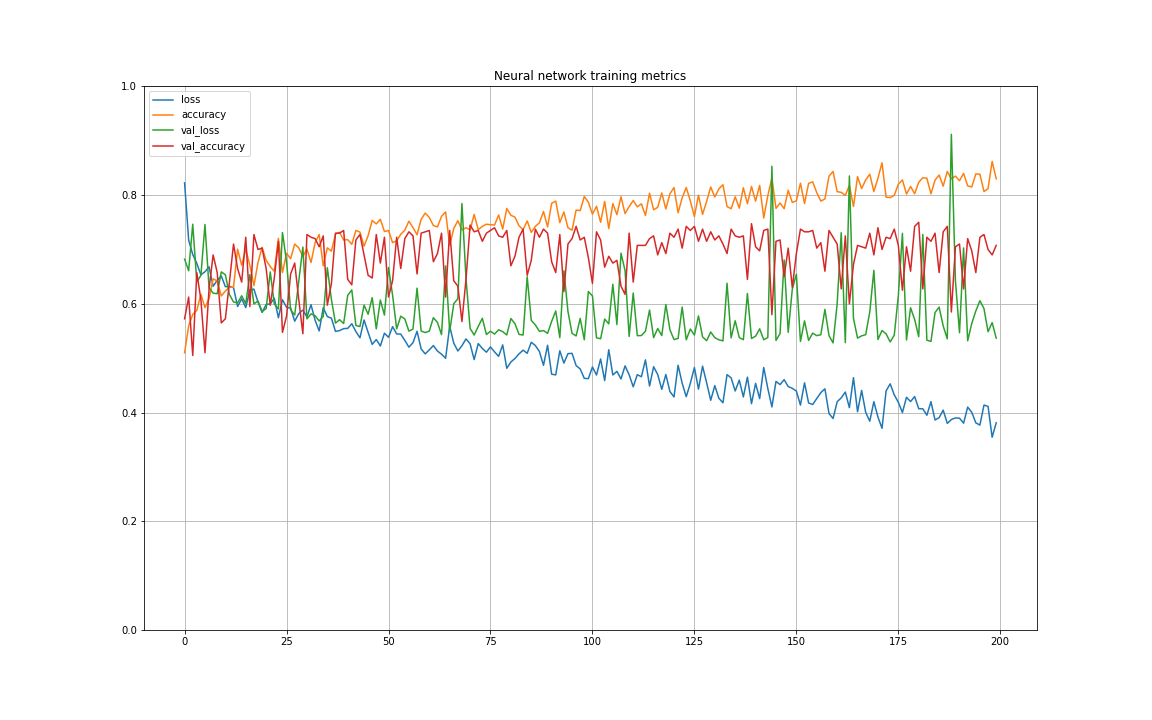 Neural network training metrics
1.0
0.8
0.6
0.4
0.2
0.0
loss
accuracy
val_loss
val_accuracy
0 25 50 75 100 125 150 175 200